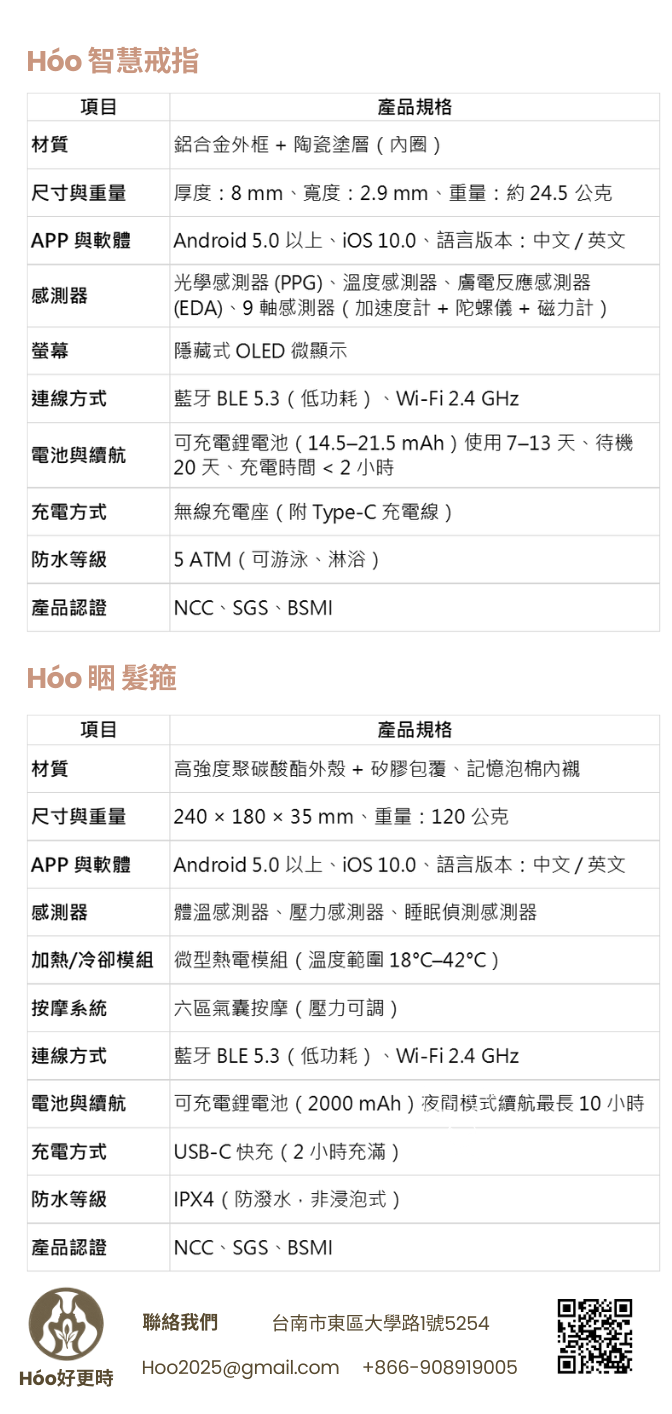 Hóo 智慧戒指
項目 產品規格
材質 鋁合金外框 + 陶瓷塗層 ( 內圈 )
尺寸與重量 厚度：8 mm、寬度：2.9 mm、重量：約 24.5 公克
APP 與軟體 Android 5.0 以上、iOS 10.0、語言版本：中文 / 英文
感測器 光學感測器 (PPG)、溫度感測器、膚電反應感測器
(EDA)、9 軸感測器 ( 加速度計 + 陀螺儀 + 磁力計 )
螢幕 隱藏式 OLED 微顯示
連線方式 藍牙 BLE 5.3 ( 低功耗 ) 、Wi-Fi 2.4 GHz
電池與續航 可充電鋰電池 ( 14.5–21.5 mAh ) 使用 7–13 天、待機
20 天、充電時間 < 2 小時
充電方式 無線充電座 ( 附 Type-C 充電線 )
防水等級 5 ATM ( 可游泳、淋浴 )
產品認證 NCC、SGS、BSMI
Hóo 睏 髮箍
項目 產品規格
材質 高強度聚碳酸酯外殼 + 矽膠包覆、記憶泡棉內襯
尺寸與重量 240 × 180 × 35 mm、重量：120 公克
APP 與軟體 Android 5.0 以上、iOS 10.0、語言版本：中文 / 英文
感測器 體溫感測器、壓力感測器、睡眠偵測感測器
加熱/冷卻模組 微型熱電模組 ( 溫度範圍 18°C–42°C )
按摩系統 六區氣囊按摩 ( 壓力可調 )
連線方式 藍牙 BLE 5.3 ( 低功耗 ) 、Wi-Fi 2.4 GHz
電池與續航 可充電鋰電池 ( 2000 mAh ) 夜間模式續航最長 10 小時
充電方式 USB-C 快充 ( 2 小時充滿 )
防水等級 IPX4 ( 防潑水，非浸泡式 )
產品認證 NCC、SGS、BSMI
聯絡我們 台南市東區大學路1號5254
Hoo2025@gmail.com +866-908919005
Hóo好更時